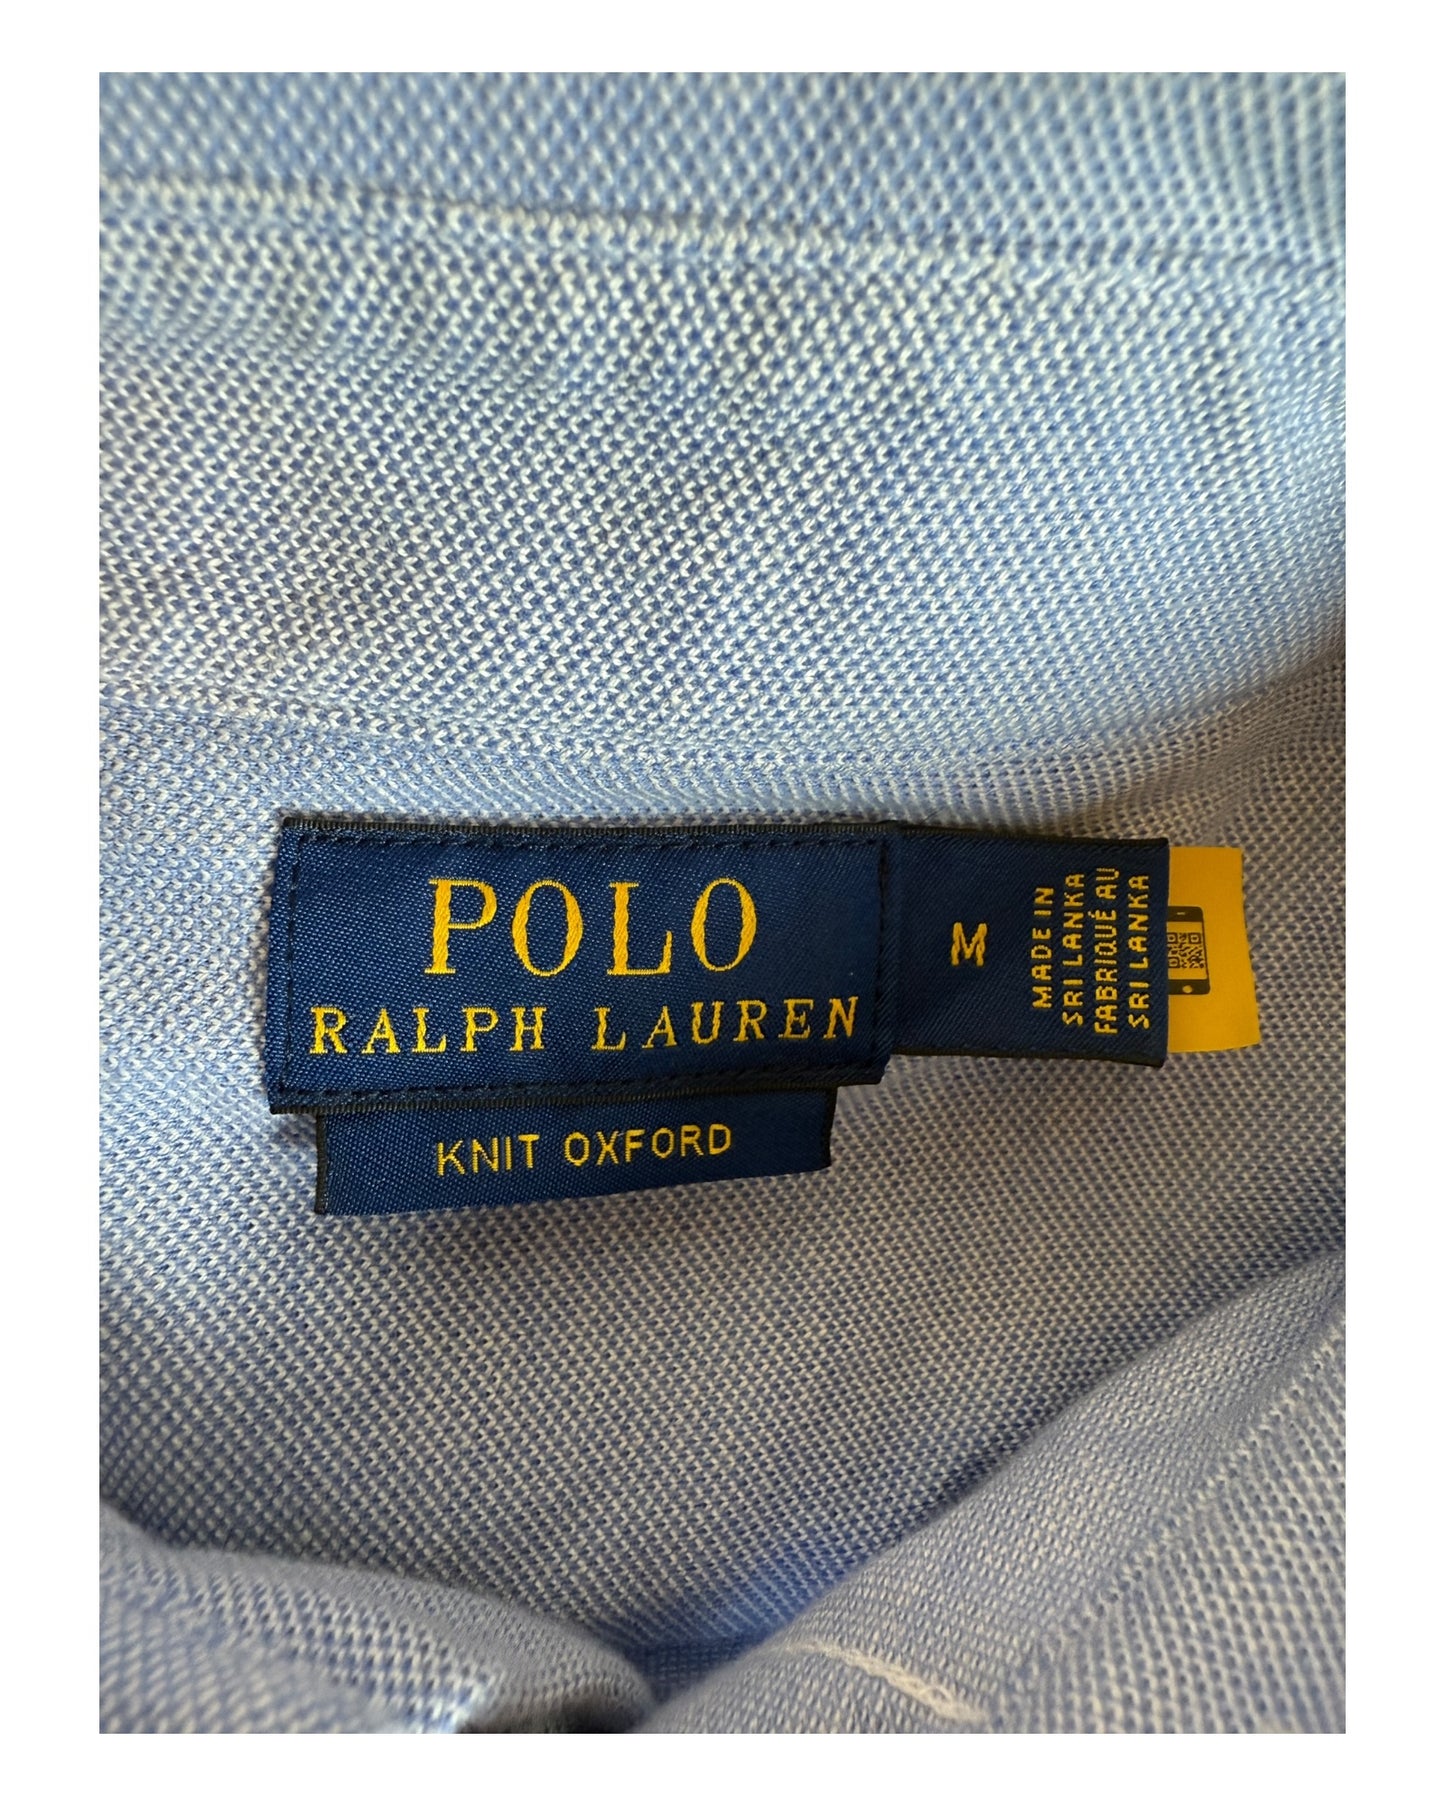 POLO
RALPH LAUREN
KNIT OXFORD
M
MADE IN
SRI LANKA
FABRIQUÉ AU
SRI LANKA